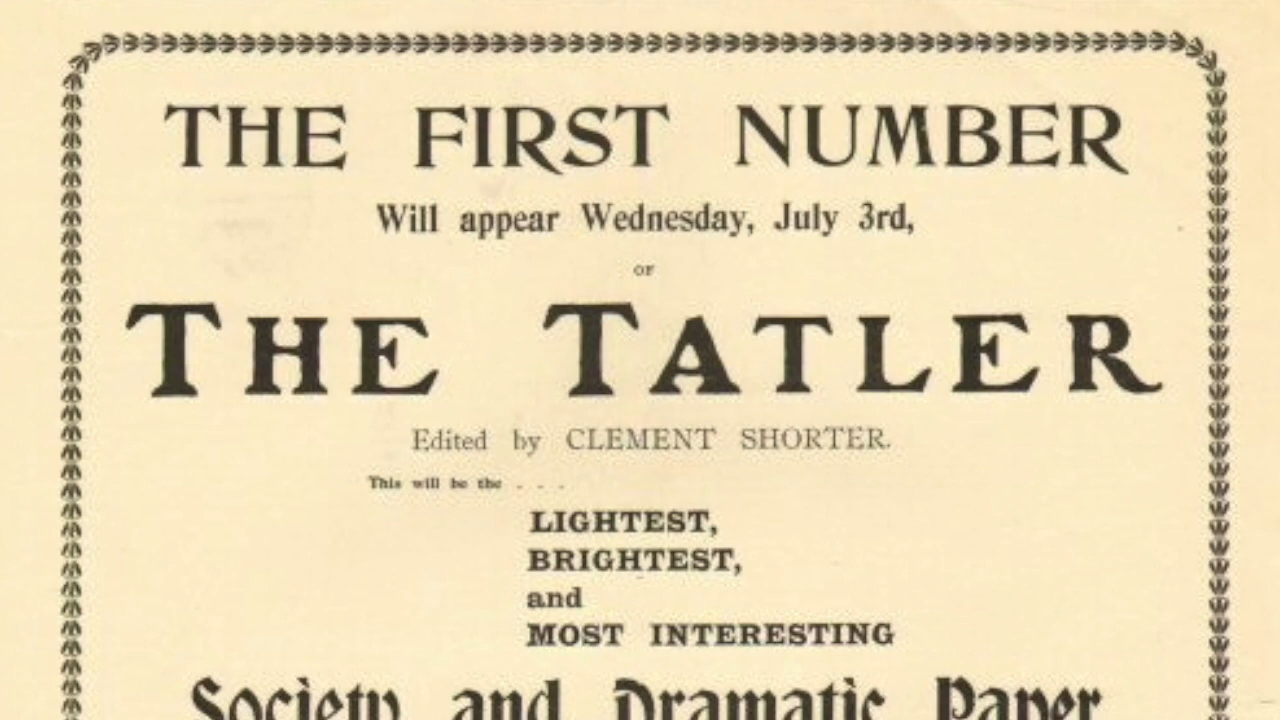 THE FIRST NUMBER
Will appear Wednesday, July 3rd,
OF
THE TATLER
Edited by CLEMENT SHORTER.
This will be the . . .
LIGHTEST,
BRIGHTEST,
and
MOST INTERESTING
Society and Dramatic Paper